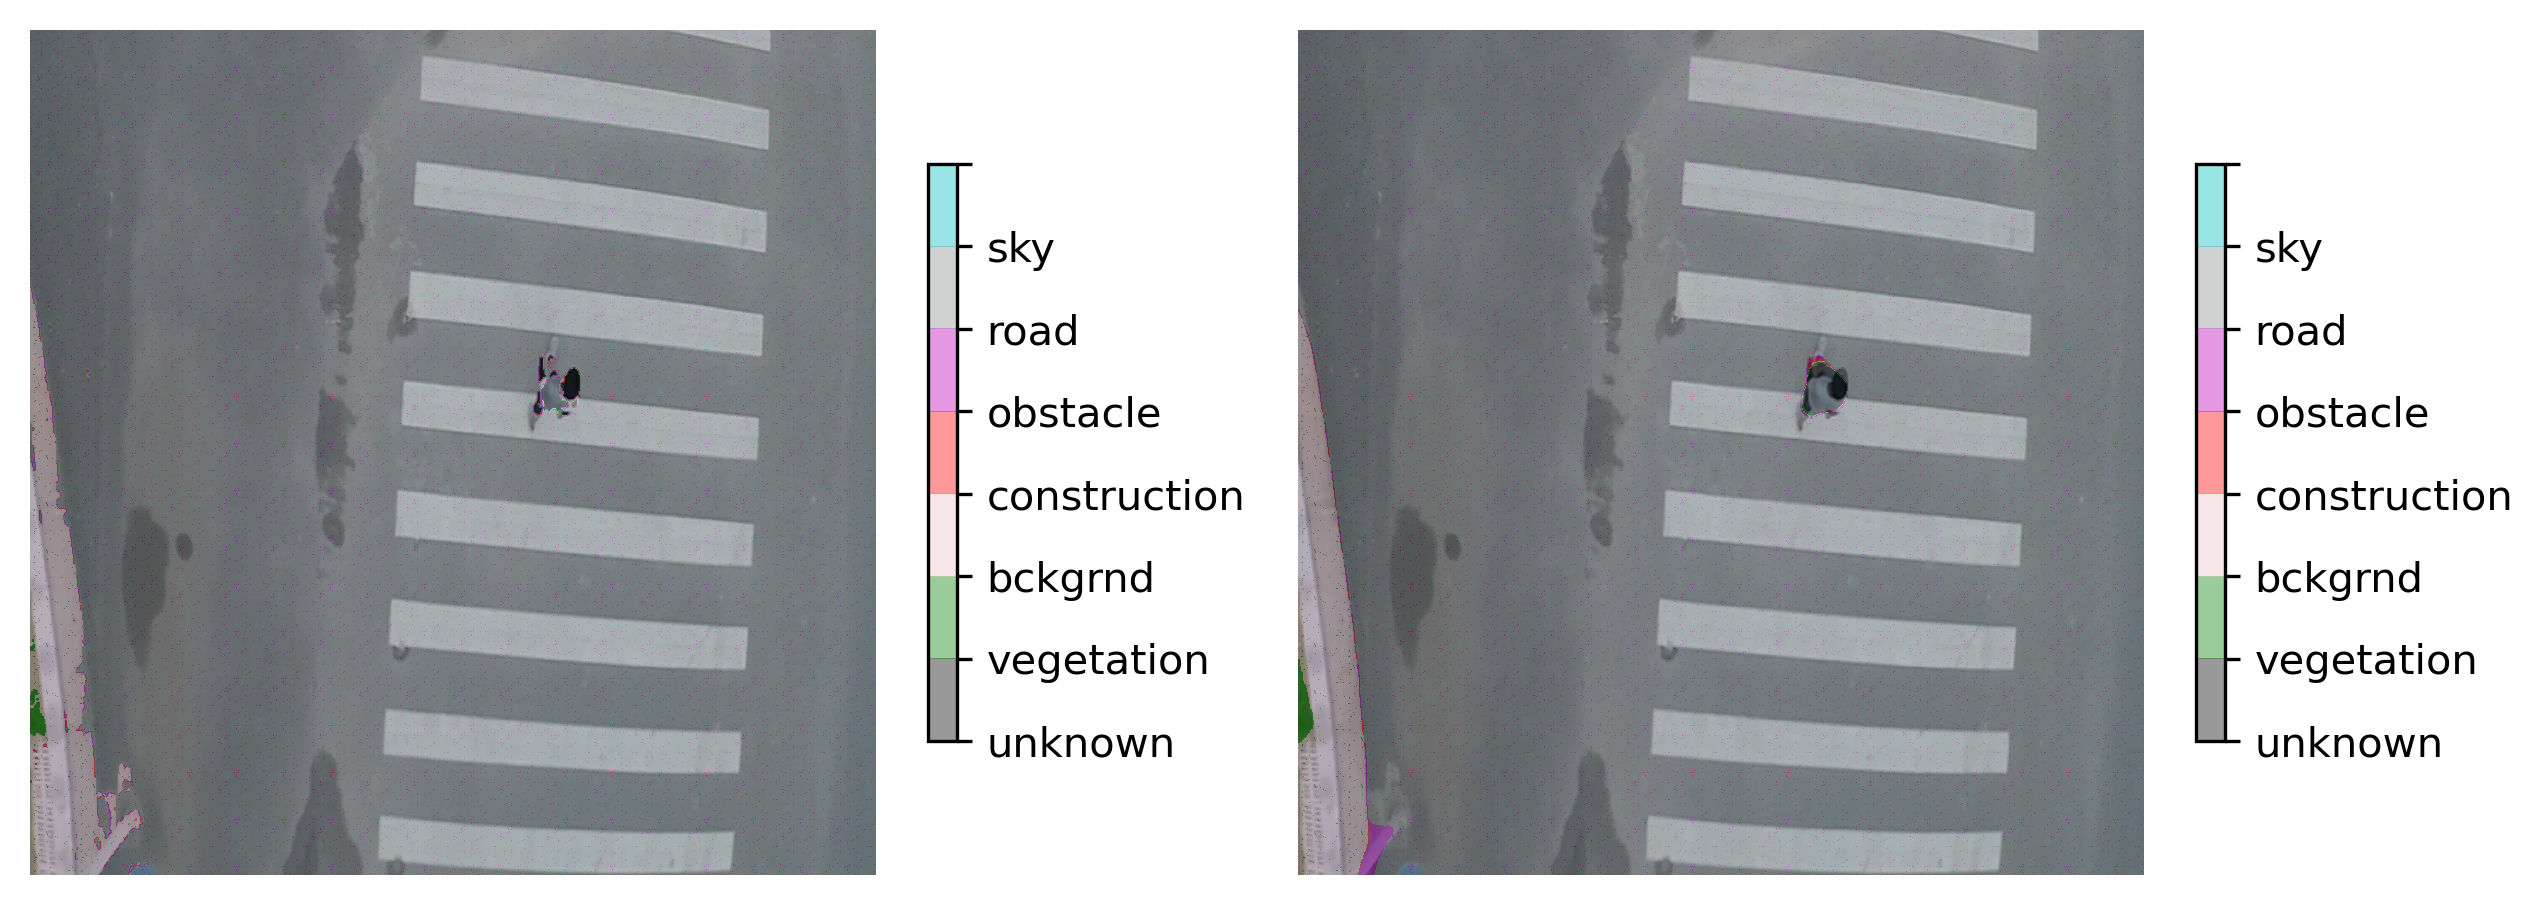 sky
road
obstacle
construction
bckgrnd
vegetation
unknown
sky
road
obstacle
construction
bckgrnd
vegetation
unknown